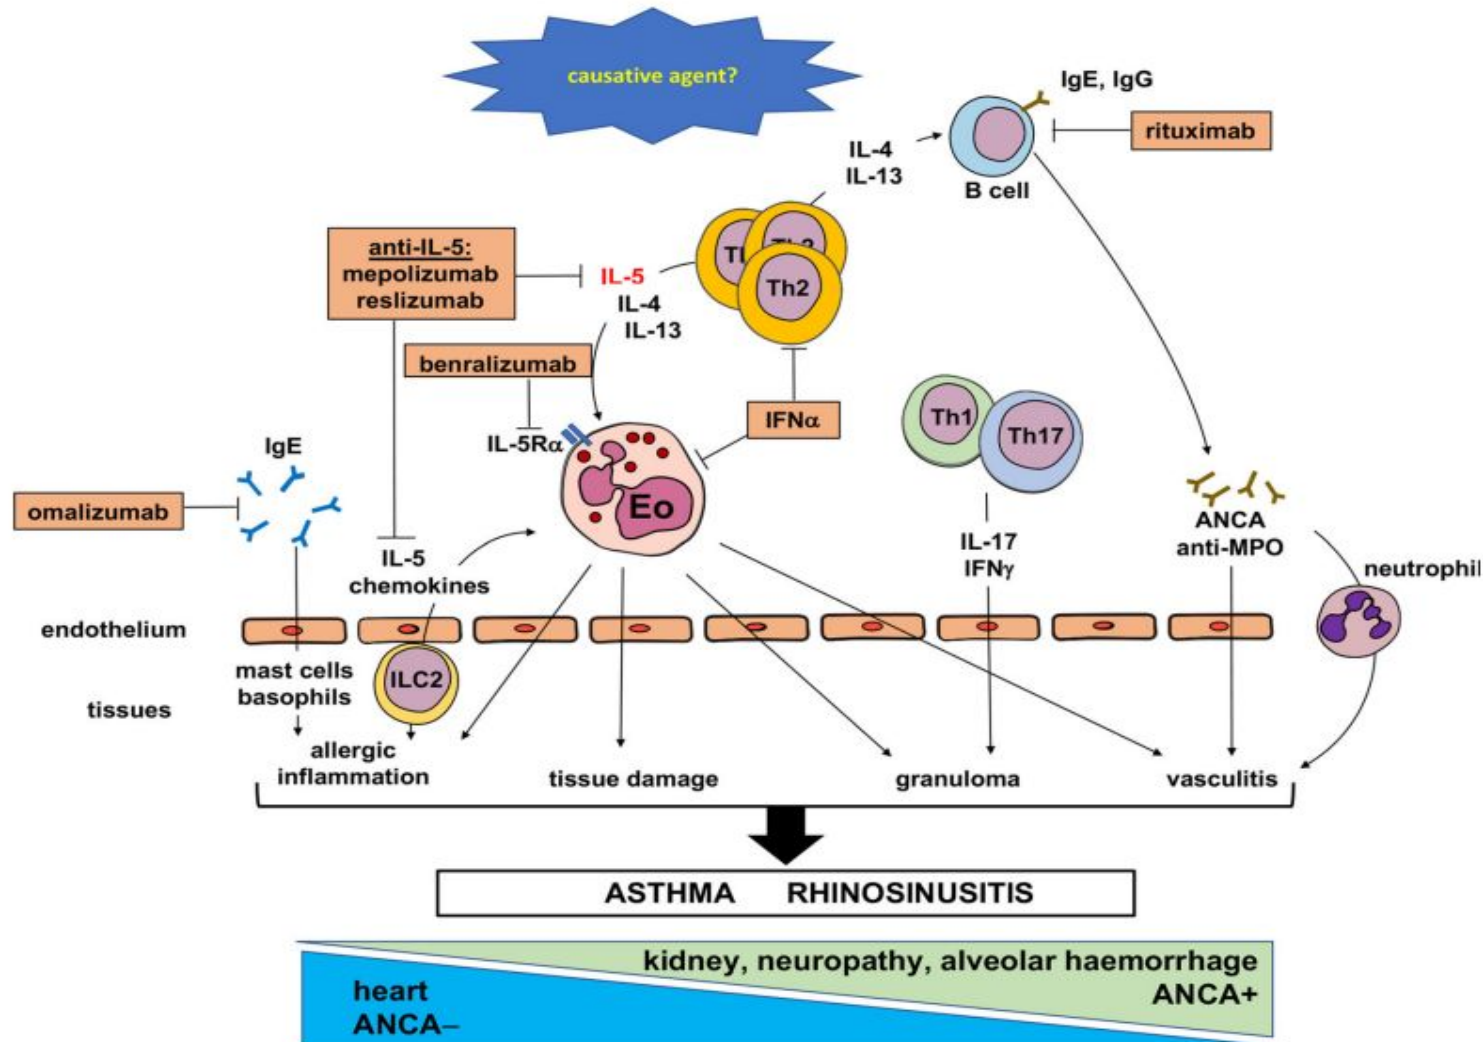 causative agent?
IgE, IgG
rituximab
B cell
IL-4
IL-13
anti-IL-5:
mepolizumab
reslizumab
IL-5
IL-4
IL-13
Th2
benralizumab
IL-5Rα
IFNα
Eo
Th1
Th17
IL-17
IFNγ
IgE
omalizumab
IL-5
chemokines
ANCA
anti-MPO
neutrophil
endothelium
mast cells
basophils
ILC2
tissues
allergic
inflammation
tissue damage
granuloma
vasculitis
ASTHMA RHINOSINUSITIS
kidney, neuropathy, alveolar haemorrhage
ANCA+
heart
ANCA–